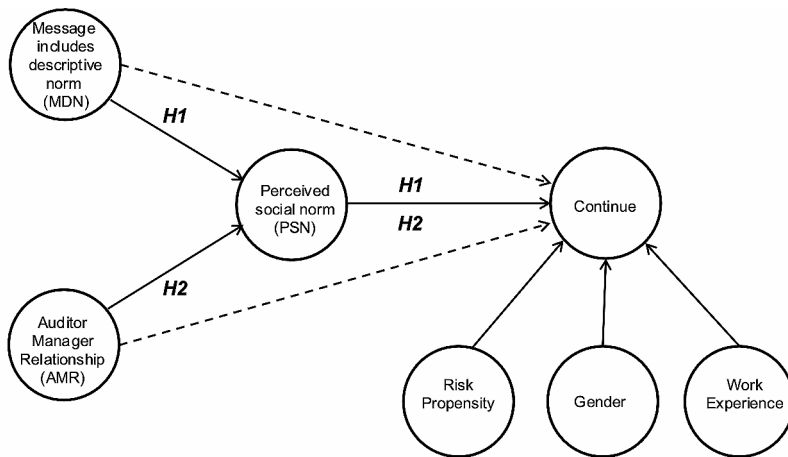 Message
includes
descriptive
norm
(MDN)
H1
Perceived
social norm
(PSN)
H1
H2
Continue
H2
Auditor
Manager
Relationship
(AMR)
Risk
Propensity
Gender
Work
Experience